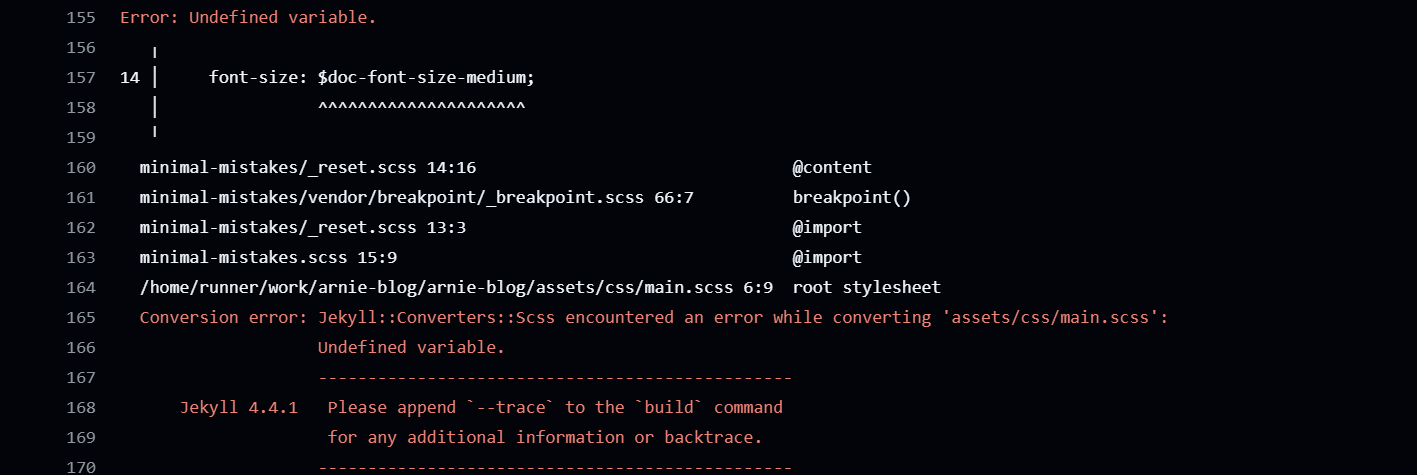 155 Error: Undefined variable.
156 ╷
157 14 │     font-size: $doc-font-size-medium;
158 │                ^^^^^^^^^^^^^^^^^^^^^
159 ╵
160 minimal-mistakes/_reset.scss 14:16 @content
161 minimal-mistakes/vendor/breakpoint/_breakpoint.scss 66:7 breakpoint()
162 minimal-mistakes/_reset.scss 13:3 @import
163 minimal-mistakes.scss 15:9 @import
164 /home/runner/work/arnie-blog/arnie-blog/assets/css/main.scss 6:9 root stylesheet
165 Conversion error: Jekyll::Converters::Scss encountered an error while converting 'assets/css/main.scss':
166 Undefined variable.
167 ------------------------------------------------
168 Jekyll 4.4.1   Please append `--trace` to the `build` command
169 for any additional information or backtrace.
170 ------------------------------------------------